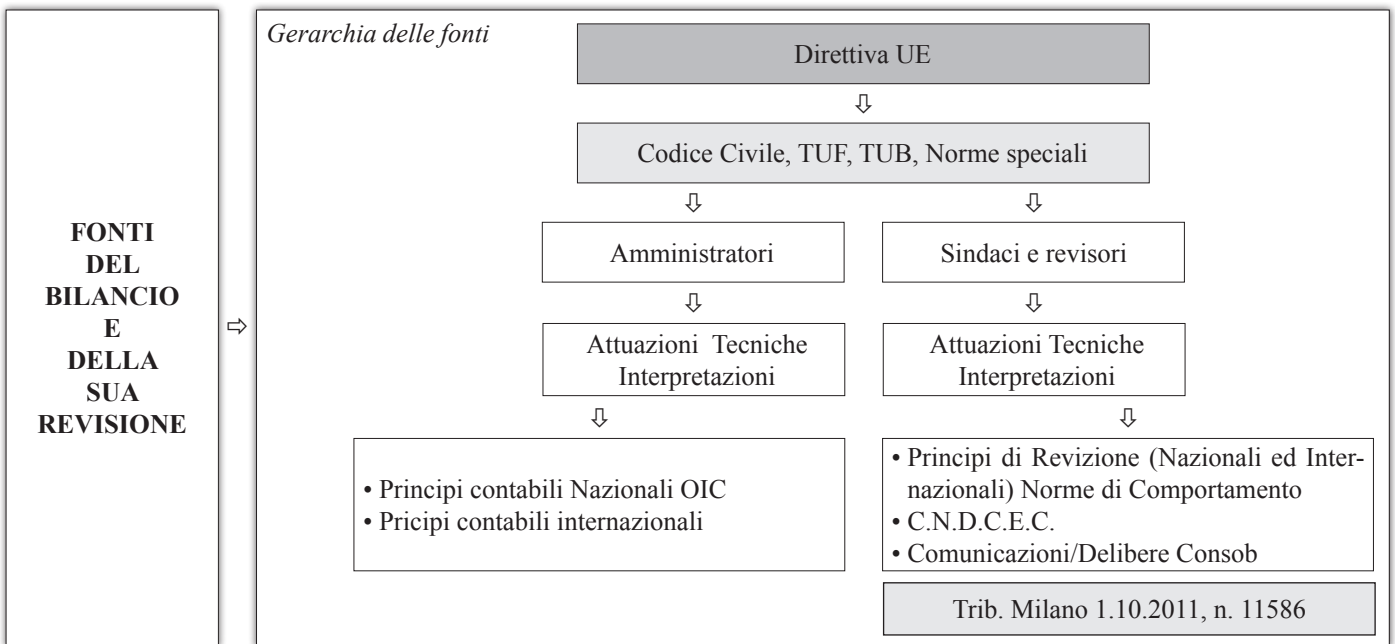 FONTI
DEL
BILANCIO
E
DELLA
SUA
REVISIONE
Gerarchia delle fonti
Direttiva UE
Codice Civile, TUF, TUB, Norme speciali
Amministratori
Sindaci e revisori
Attuazioni Tecniche
Interpretazioni
Attuazioni Tecniche
Interpretazioni
• Principi contabili Nazionali OIC
• Pricipi contabili internazionali
• Principi di Revizione (Nazionali ed Inter-
nazionali) Norme di Comportamento
• C.N.D.C.E.C.
• Comunicazioni/Delibere Consob
Trib. Milano 1.10.2011, n. 11586